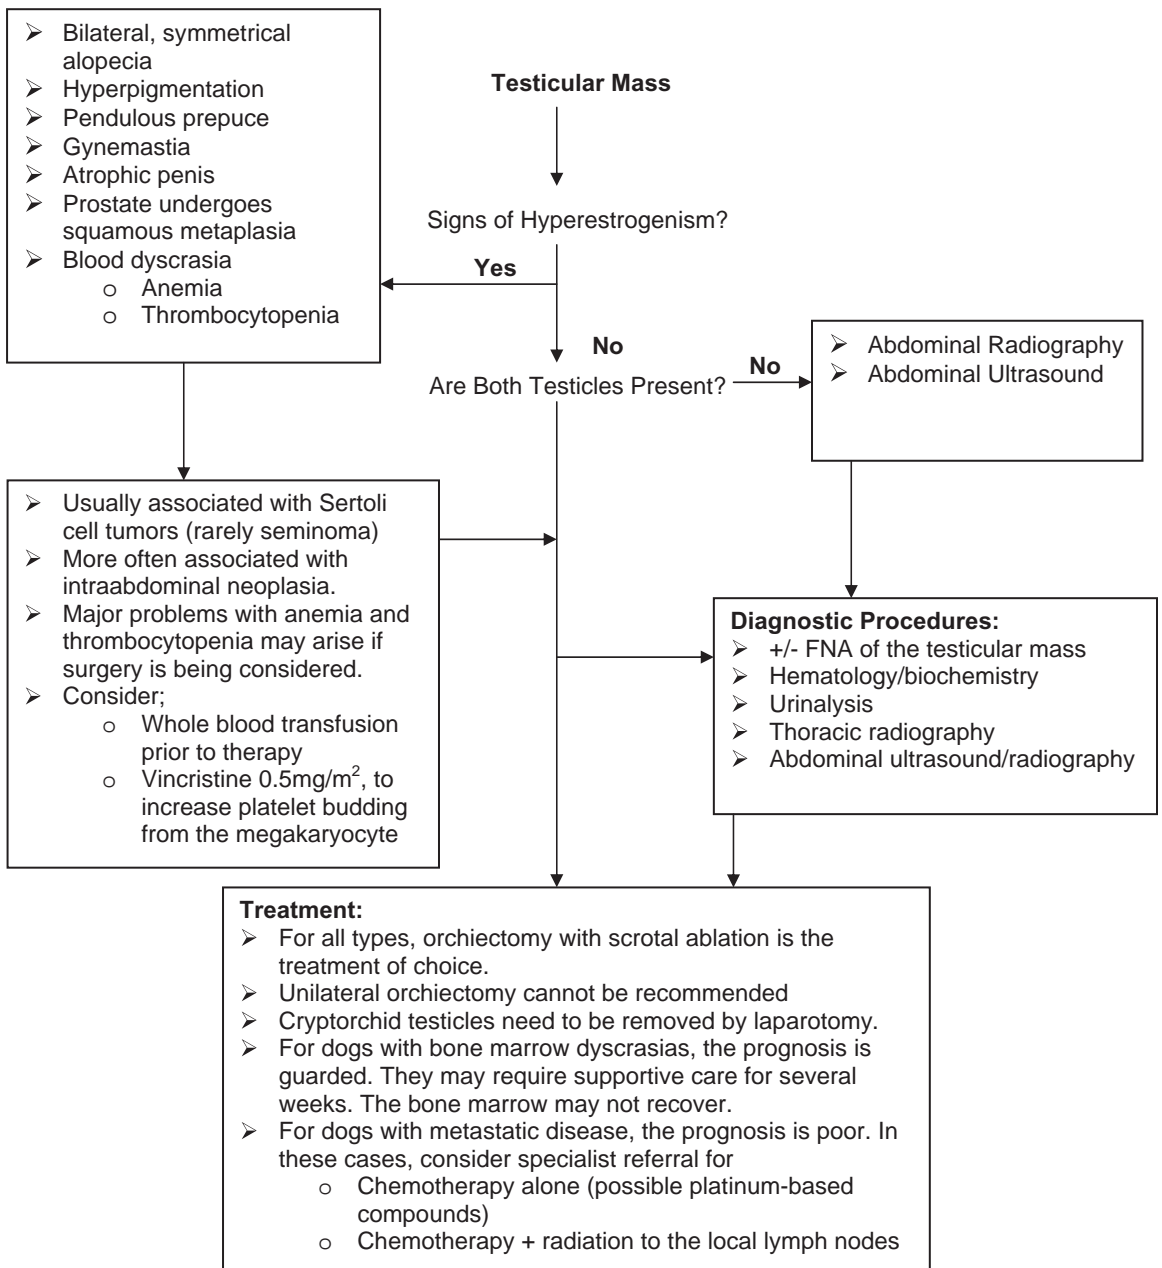 ➢ Bilateral, symmetrical
alopecia
➢ Hyperpigmentation
➢ Pendulous prepuce
➢ Gynemastia
➢ Atrophic penis
➢ Prostate undergoes
squamous metaplasia
➢ Blood dyscrasia
o Anemia
o Thrombocytopenia
Testicular Mass
Signs of Hyperestrogenism?
Yes
No
Are Both Testicles Present?
No
➢ Abdominal Radiography
➢ Abdominal Ultrasound
➢ Usually associated with Sertoli
cell tumors (rarely seminoma)
➢ More often associated with
intraabdominal neoplasia.
➢ Major problems with anemia and
thrombocytopenia may arise if
surgery is being considered.
➢ Consider;
o Whole blood transfusion
prior to therapy
o Vincristine 0.5mg/m², to
increase platelet budding
from the megakaryocyte
Diagnostic Procedures:
➢ +/- FNA of the testicular mass
➢ Hematology/biochemistry
➢ Urinalysis
➢ Thoracic radiography
➢ Abdominal ultrasound/radiography
Treatment:
➢ For all types, orchiectomy with scrotal ablation is the
treatment of choice.
➢ Unilateral orchiectomy cannot be recommended
➢ Cryptorchid testicles need to be removed by laparotomy.
➢ For dogs with bone marrow dyscrasias, the prognosis is
guarded. They may require supportive care for several
weeks. The bone marrow may not recover.
➢ For dogs with metastatic disease, the prognosis is poor. In
these cases, consider specialist referral for
o Chemotherapy alone (possible platinum-based
compounds)
o Chemotherapy + radiation to the local lymph nodes